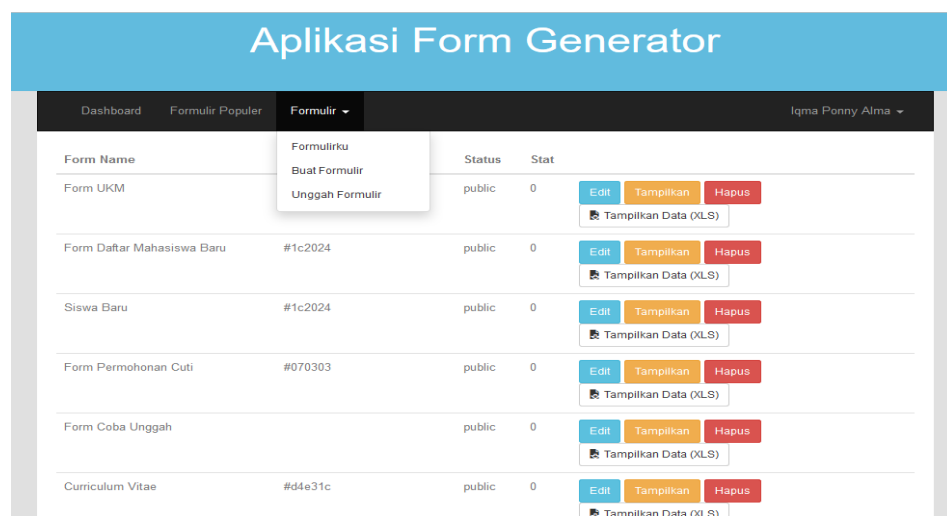 Aplikasi Form Generator
Dashboard Formulir Populer Formulir Iqma Ponny Alma
Formulirku
Buat Formulir
Unggah Formulir
Form Name Status Stat
Form UKM public 0 Edit Tampilkan Hapus
Tampilkan Data (XLS)
Form Daftar Mahasiswa Baru #1c2024 public 0 Edit Tampilkan Hapus
Tampilkan Data (XLS)
Siswa Baru #1c2024 public 0 Edit Tampilkan Hapus
Tampilkan Data (XLS)
Form Permohonan Cuti #070303 public 0 Edit Tampilkan Hapus
Tampilkan Data (XLS)
Form Coba Unggah public 0 Edit Tampilkan Hapus
Tampilkan Data (XLS)
Curriculum Vitae #d4e31c public 0 Edit Tampilkan Hapus
Tampilkan Data (XLS)